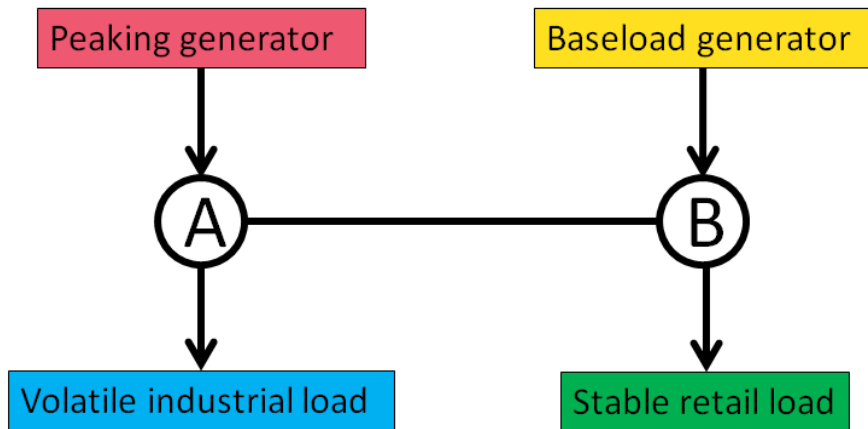 Peaking generator
Baseload generator
A
B
Volatile industrial load
Stable retail load